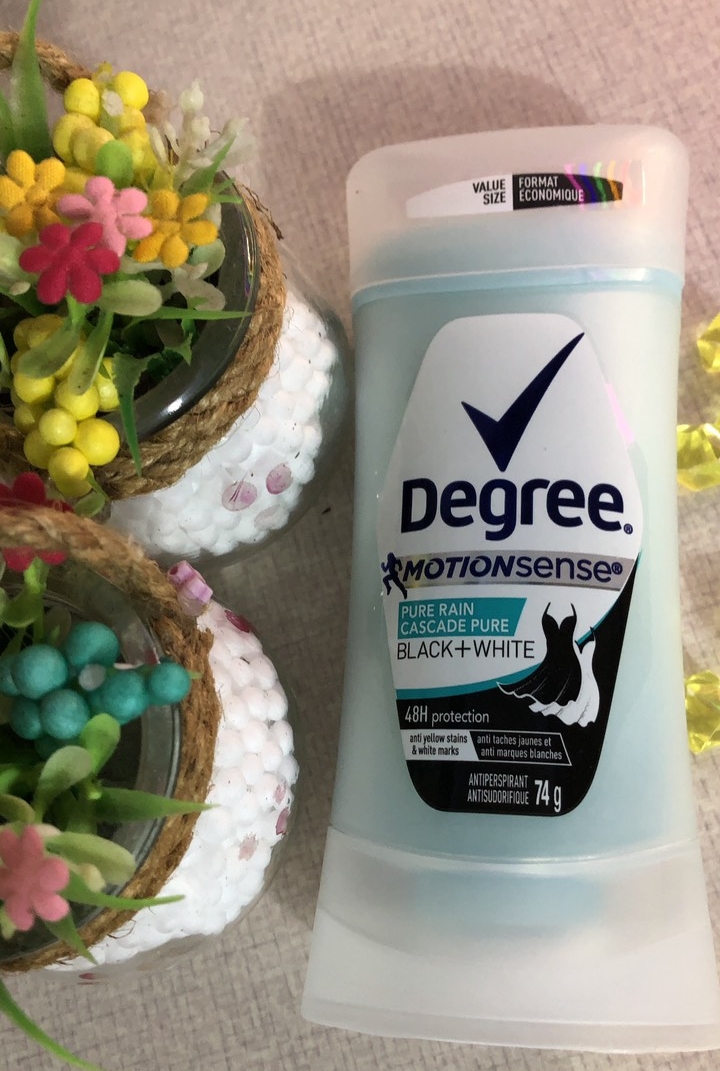 VALUE SIZE
FORMAT ÉCONOMIQUE
Degree®
MOTIONsense®
PURE RAIN
CASCADE PURE
BLACK+WHITE
48H protection
anti yellow stains
& white marks
anti taches jaunes et
anti marques blanches
ANTIPERSPIRANT
ANTISUDORIFIQUE
74 g